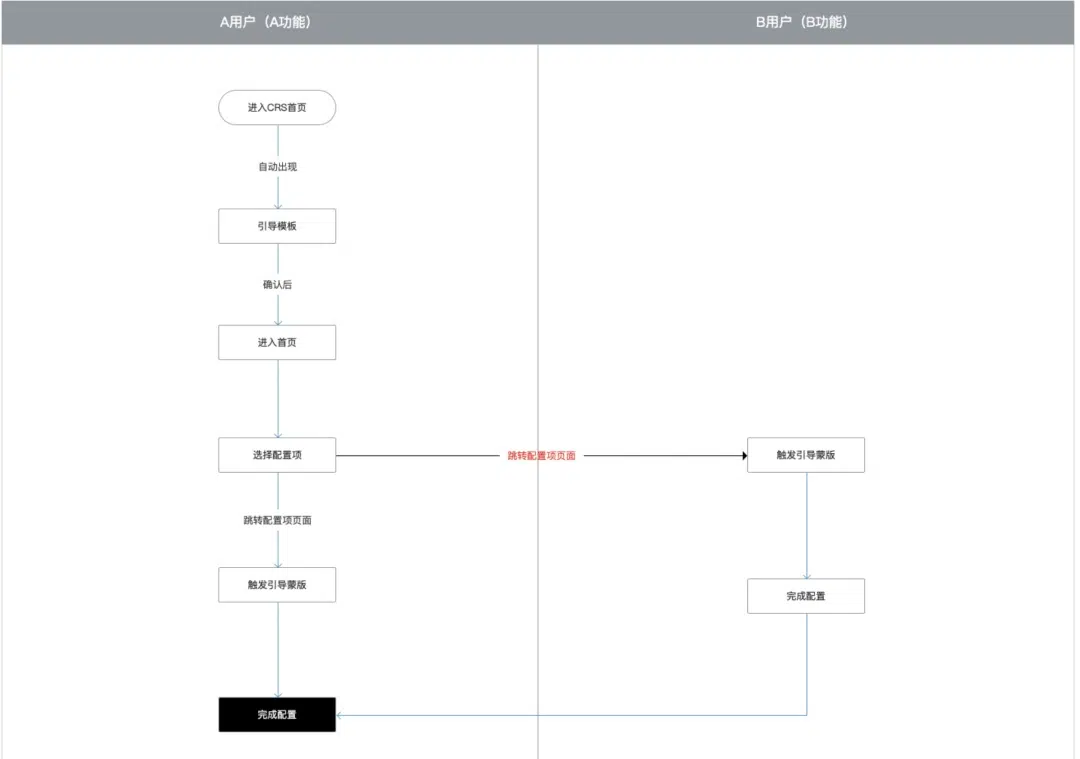 A用户（A功能）
B用户（B功能）
进入CRS首页
自动出现
引导模板
确认后
进入首页
选择配置项
跳转配置项页面
触发引导蒙版
跳转配置项页面
触发引导蒙版
完成配置
完成配置